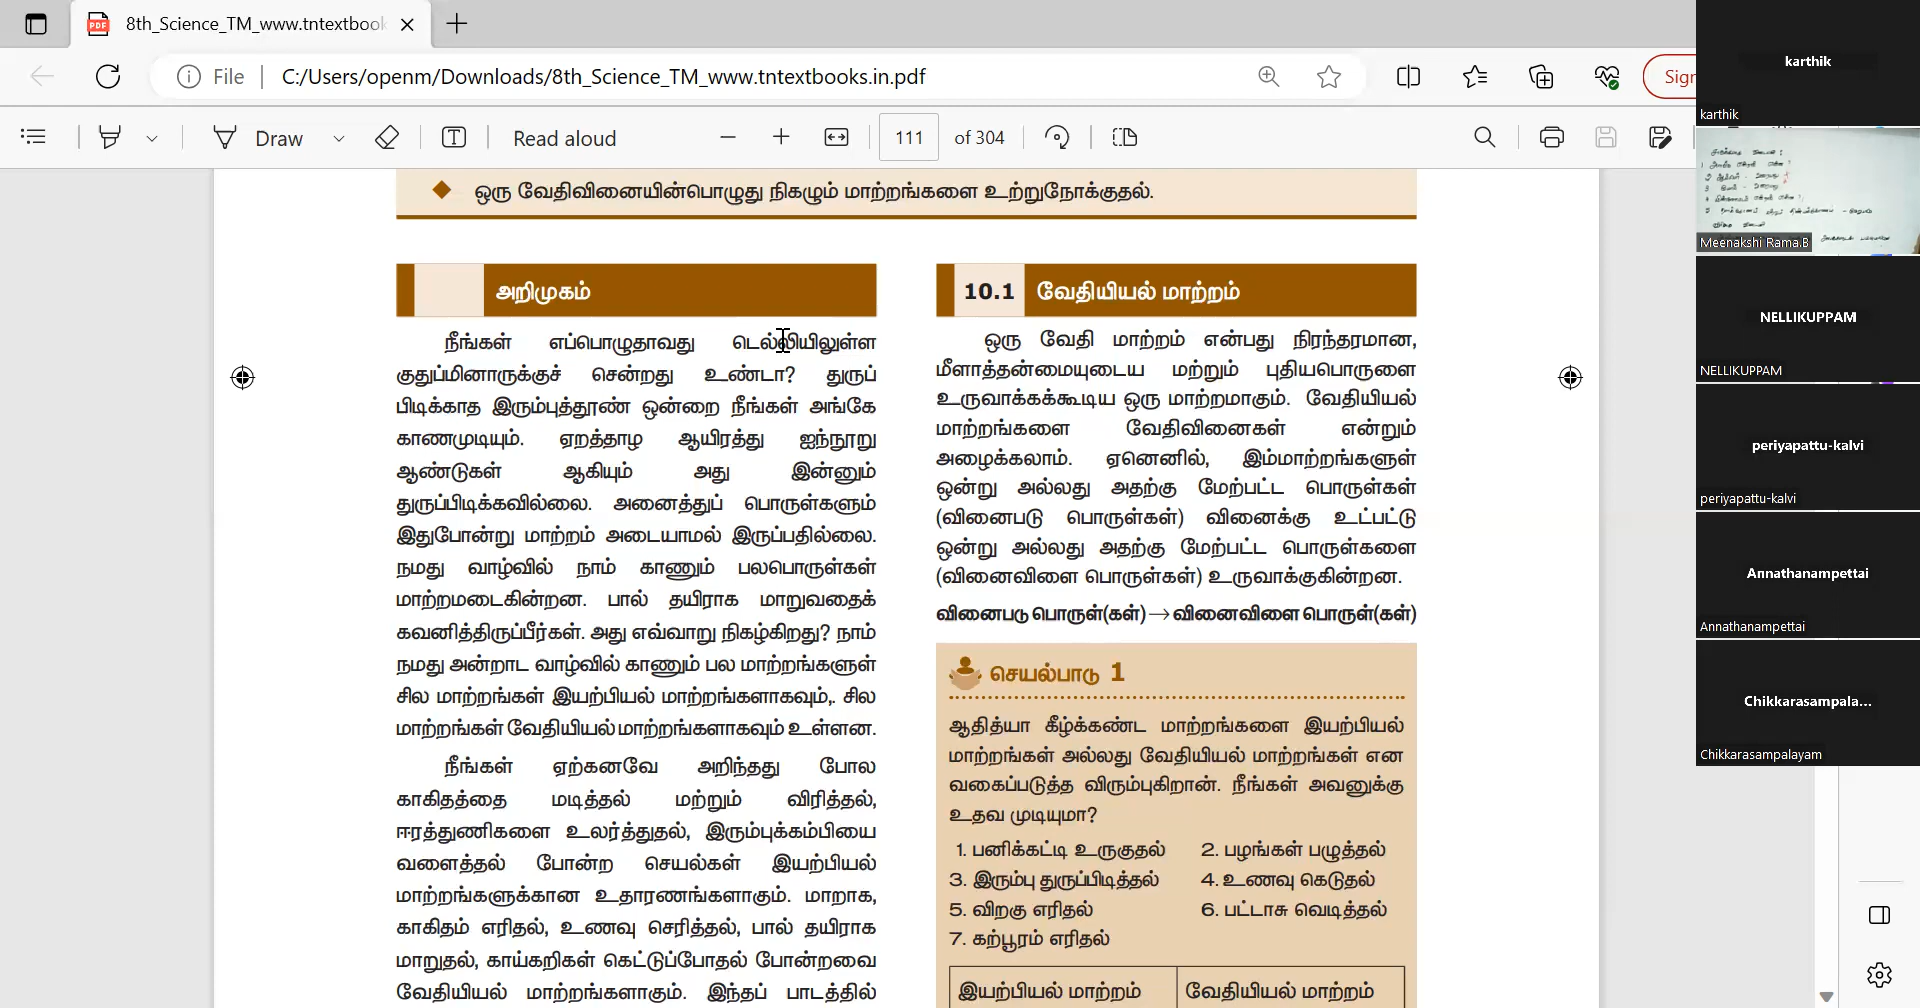 8th_Science_TM_www.tntextbook
File
C:/Users/openm/Downloads/8th_Science_TM_www.tntextbooks.in.pdf
Sign
Draw
Read aloud
111 of 304
ஒரு வேதிவினையின்பொழுது நிகழும் மாற்றங்களை உற்றுநோக்குதல்.
அறிமுகம்
நீங்கள் எப்பொழுதாவது டெல்லியிலுள்ள
குதுப்மினாருக்குச் சென்றது உண்டா? துருப்
பிடிக்காத இரும்புத்தூண் ஒன்றை நீங்கள் அங்கே
காணமுடியும். ஏறத்தாழ ஆயிரத்து ஐந்நூறு
ஆண்டுகள் ஆகியும் அது இன்னும்
துருப்பிடிக்கவில்லை. அனைத்துப் பொருள்களும்
இதுபோன்று மாற்றம் அடையாமல் இருப்பதில்லை.
நமது வாழ்வில் நாம் காணும் பலபொருள்கள்
மாற்றமடைகின்றன. பால் தயிராக மாறுவதைக்
கவனித்திருப்பீர்கள். அது எவ்வாறு நிகழ்கிறது? நாம்
நமது அன்றாட வாழ்வில் காணும் பல மாற்றங்களுள்
சில மாற்றங்கள் இயற்பியல் மாற்றங்களாகவும்,. சில
மாற்றங்கள் வேதியியல் மாற்றங்களாகவும் உள்ளன.
நீங்கள் ஏற்கனவே அறிந்தது போல
காகிதத்தை மடித்தல் மற்றும் விரித்தல்,
ஈரத்துணிகளை உலர்த்துதல், இரும்புக்கம்பியை
வளைத்தல் போன்ற செயல்கள் இயற்பியல்
மாற்றங்களுக்கான உதாரணங்களாகும். மாறாக,
காகிதம் எரிதல், உணவு செரித்தல், பால் தயிராக
மாறுதல், காய்கறிகள் கெட்டுப்போதல் போன்றவை
வேதியியல் மாற்றங்களாகும். இந்தப் பாடத்தில்
10.1 வேதியியல் மாற்றம்
ஒரு வேதி மாற்றம் என்பது நிரந்தரமான,
மீளாத்தன்மையுடைய மற்றும் புதியபொருளை
உருவாக்கக்கூடிய ஒரு மாற்றமாகும். வேதியியல்
மாற்றங்களை வேதிவினைகள் என்றும்
அழைக்கலாம். ஏனெனில், இம்மாற்றங்களுள்
ஒன்று அல்லது அதற்கு மேற்பட்ட பொருள்கள்
(வினைபடு பொருள்கள்) வினைக்கு உட்பட்டு
ஒன்று அல்லது அதற்கு மேற்பட்ட பொருள்களை
(வினைவிளை பொருள்கள்) உருவாக்குகின்றன.
வினைபடு பொருள்(கள்) → வினைவிளை பொருள்(கள்)
செயல்பாடு 1
ஆதித்யா கீழ்க்கண்ட மாற்றங்களை இயற்பியல்
மாற்றங்கள் அல்லது வேதியியல் மாற்றங்கள் என
வகைப்படுத்த விரும்புகிறான். நீங்கள் அவனுக்கு
உதவ முடியுமா?
1. பனிக்கட்டி உருகுதல் 2. பழங்கள் பழுத்தல்
3. இரும்பு துருப்பிடித்தல் 4. உணவு கெடுதல்
5. விறகு எரிதல் 6. பட்டாசு வெடித்தல்
7. கற்பூரம் எரிதல்
இயற்பியல் மாற்றம் வேதியியல் மாற்றம்
karthik
karthik
Meenakshi Rama.B
NELLIKUPPAM
NELLIKUPPAM
periyapattu-kalvi
periyapattu-kalvi
Annathanampettai
Annathanampettai
Chikkarasampala...
Chikkarasampalayam